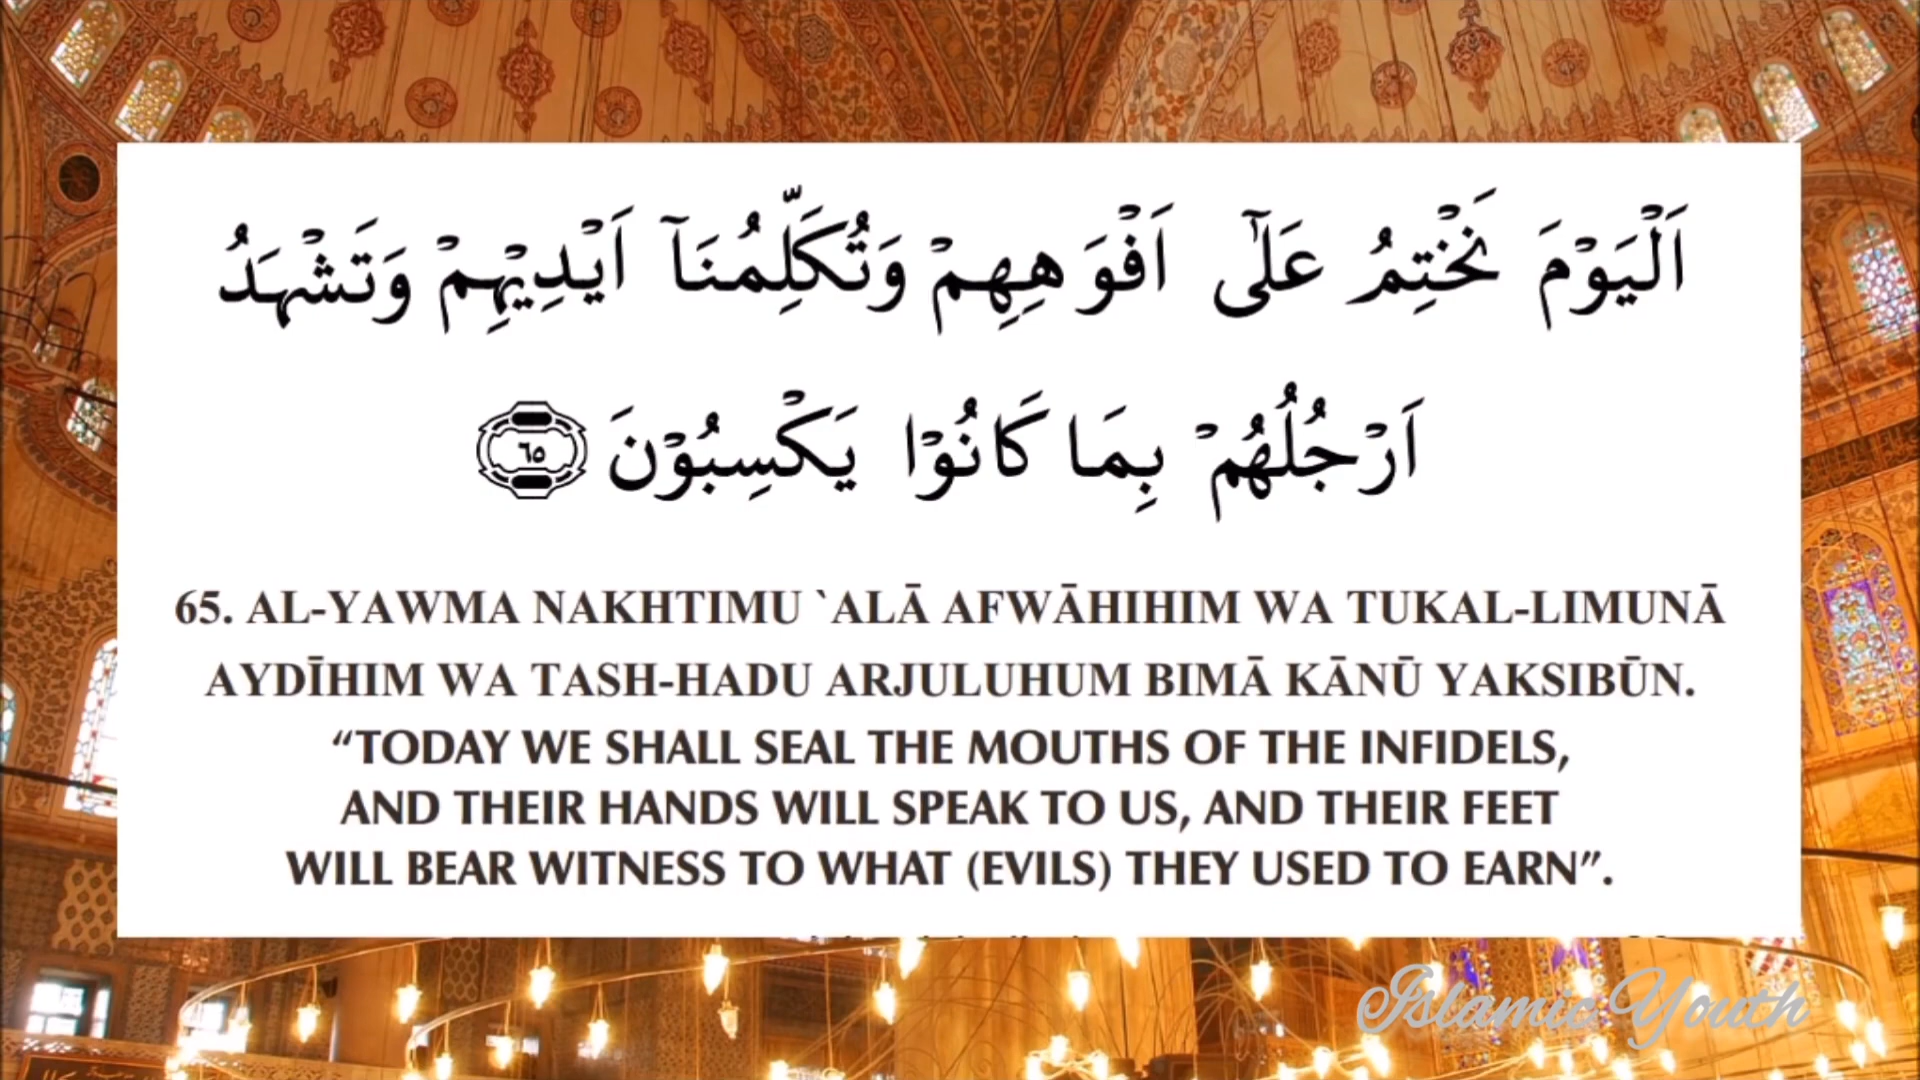 اَلْيَوْمَ نَخْتِمُ عَلٰٓى اَفْوَاهِهِمْ وَتُكَلِّمُنَآ اَيْدِيْهِمْ وَتَشْهَدُ
اَرْجُلُهُمْ بِمَا كَانُوْا يَكْسِبُوْنَ ٦٥
65. AL-YAWMA NAKHTIMU `ALĀ AFWĀHIHIM WA TUKAL-LIMUNĀ
AYDĪHIM WA TASH-HADU ARJULUHUM BIMĀ KĀNŪ YAKSIBŪN.
“TODAY WE SHALL SEAL THE MOUTHS OF THE INFIDELS,
AND THEIR HANDS WILL SPEAK TO US, AND THEIR FEET
WILL BEAR WITNESS TO WHAT (EVILS) THEY USED TO EARN”.
Islamic Youth